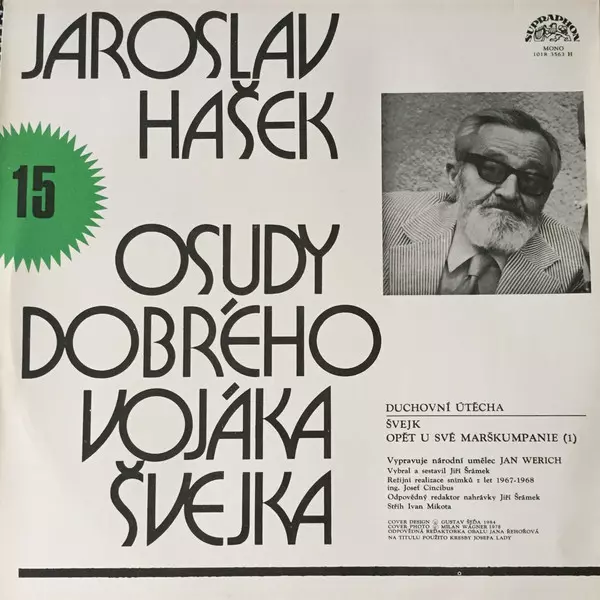 JAROSLAV
HAŠEK
SUPRAPHON
MONO
1018 3563 H
15
OSUDY
DOBRÉHO
VOJÁKA
ŠVEJKA
DUCHOVNÍ ÚTĚCHA
ŠVEJK
OPĚT U SVÉ MARŠKUMPANIE (1)
Vypravuje národní umělec JAN WERICH
Vybral a sestavil Jiří Šrámek
Režijní realizace snímků z let 1967-1968
ing. Josef Cincibus
Odpovědný redaktor nahrávky Jiří Šrámek
Střih Ivan Mikota
COVER DESIGN © GUSTAV ŠEĎA 1984
COVER PHOTO © MILAN WÁGNER 1978
ODPOVĚDNÁ REDAKTORKA OBALU JANA ŘEHOŘOVÁ
NA TITULU POUŽITO KRESBY JOSEFA LADY